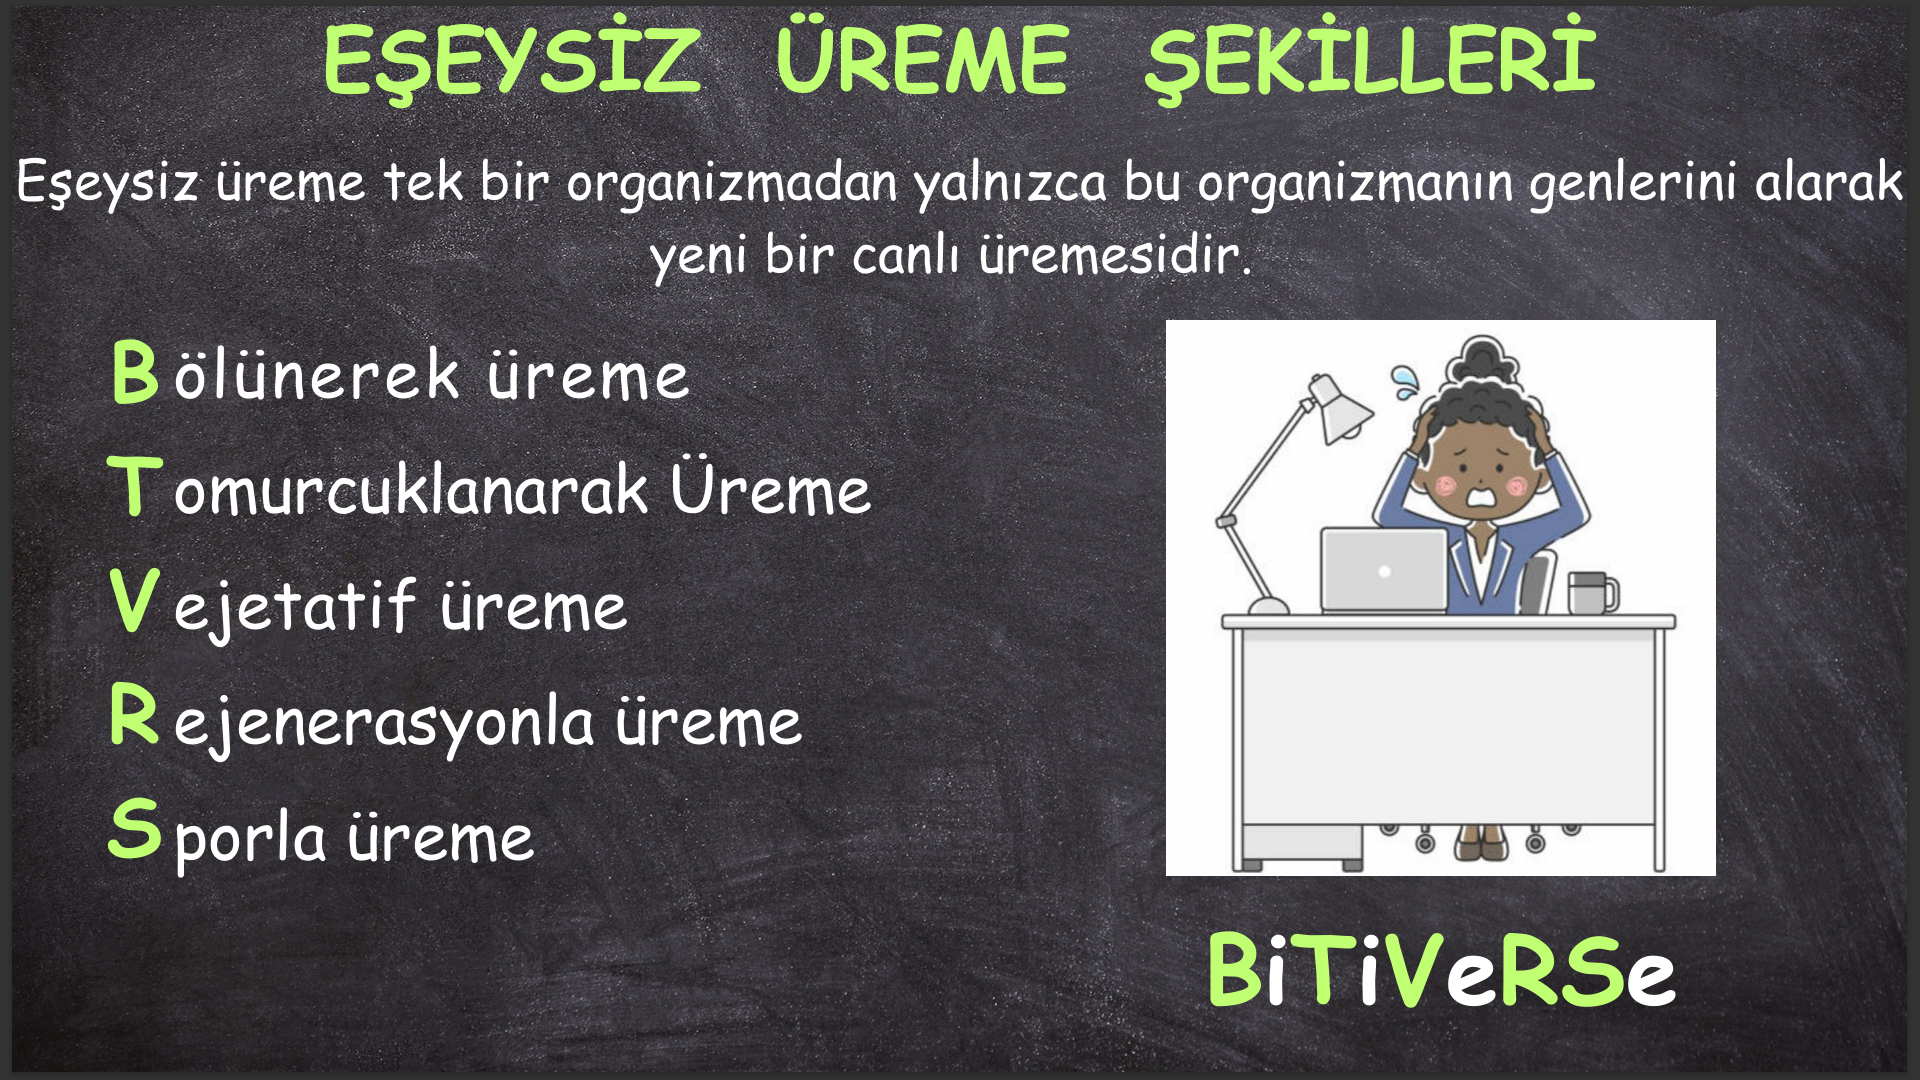 EŞEYSİZ ÜREME ŞEKİLLERİ
Eşeysiz üreme tek bir organizmadan yalnızca bu organizmanın genlerini alarak
yeni bir canlı üremesidir.
Bölünerek üreme
Tomurcuklanarak Üreme
Vejetatif üreme
Rejenerasyonla üreme
Sporla üreme
BiTiVeRSe